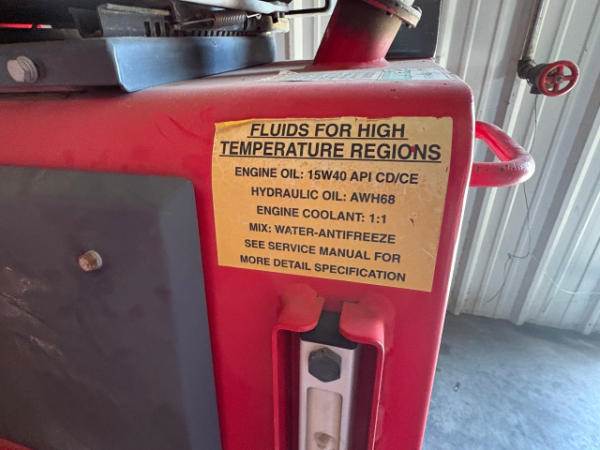 FLUIDS FOR HIGH
TEMPERATURE REGIONS
ENGINE OIL: 15W40 API CD/CE
HYDRAULIC OIL: AWH68
ENGINE COOLANT: 1:1
MIX: WATER-ANTIFREEZE
SEE SERVICE MANUAL FOR
MORE DETAIL SPECIFICATION